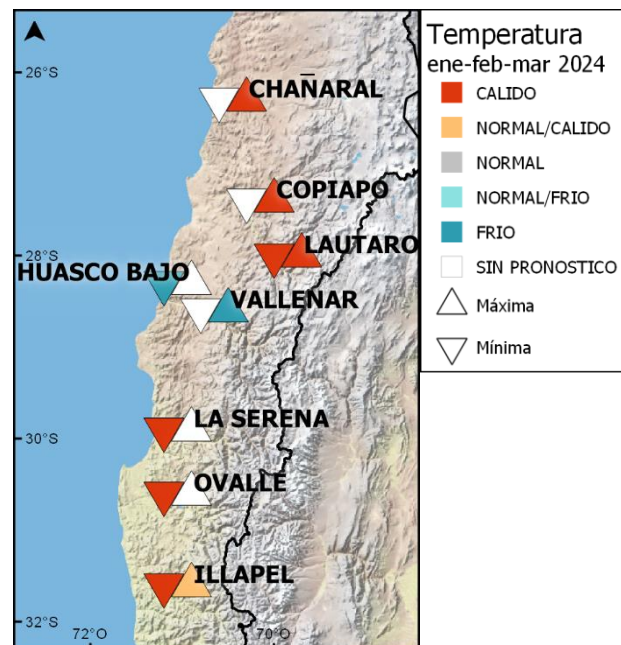 26°S
28°S
30°S
32°S
72°O
70°O
CHAÑARAL
COPIAPO
LAUTARO
HUASCO BAJO
VALLENAR
LA SERENA
OVALLE
ILLAPEL
Temperatura
ene-feb-mar 2024
CALIDO
NORMAL/CALIDO
NORMAL
NORMAL/FRIO
FRIO
SIN PRONOSTICO
Máxima
Mínima